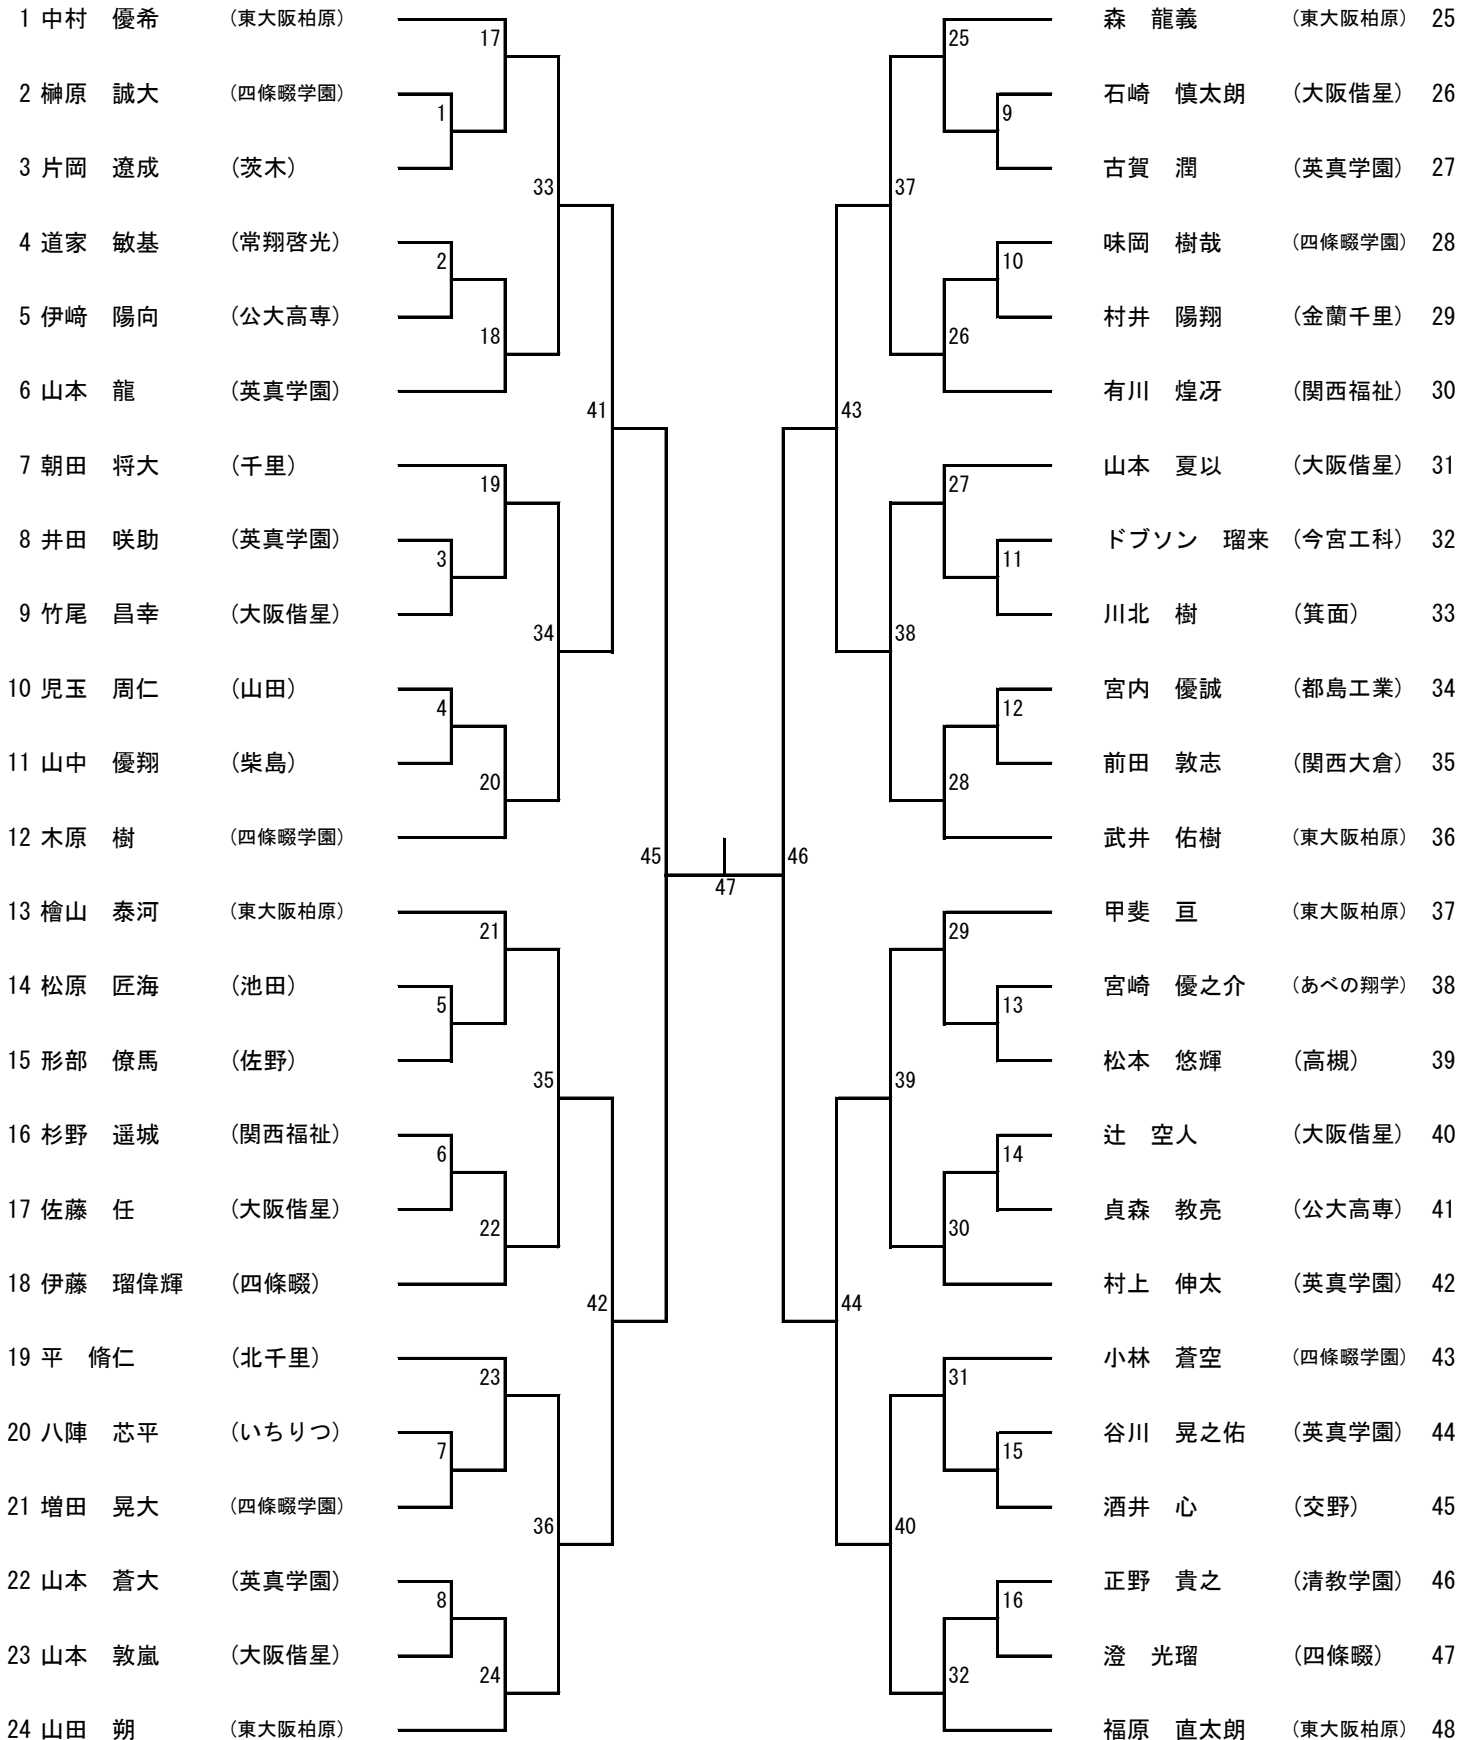 1 中村　優希 (東大阪柏原)
17
2 榊原　誠大 (四條畷学園)
1
3 片岡　遼成 (茨木)
33
4 道家　敏基 (常翔啓光)
2
5 伊﨑　陽向 (公大高専)
18
6 山本　龍 (英真学園)
41
7 朝田　将大 (千里)
19
8 井田　咲助 (英真学園)
3
9 竹尾　昌幸 (大阪偕星)
34
10 児玉　周仁 (山田)
4
11 山中　優翔 (柴島)
20
12 木原　樹 (四條畷学園)
45
13 檜山　泰河 (東大阪柏原)
21
14 松原　匠海 (池田)
5
15 形部　僚馬 (佐野)
35
16 杉野　遥城 (関西福祉)
6
17 佐藤　任 (大阪偕星)
22
18 伊藤　瑠偉輝 (四條畷)
42
19 平　脩仁 (北千里)
23
20 八陣　芯平 (いちりつ)
7
21 増田　晃大 (四條畷学園)
36
22 山本　蒼大 (英真学園)
8
23 山本　敦嵐 (大阪偕星)
24
24 山田　朔 (東大阪柏原)
47
森　龍義 (東大阪柏原) 25
25
石崎　慎太朗 (大阪偕星) 26
9
古賀　潤 (英真学園) 27
37
味岡　樹哉 (四條畷学園) 28
10
村井　陽翔 (金蘭千里) 29
26
有川　煌冴 (関西福祉) 30
43
山本　夏以 (大阪偕星) 31
27
ドブソン　瑠来 (今宮工科) 32
11
川北　樹 (箕面) 33
38
宮内　優誠 (都島工業) 34
12
前田　敦志 (関西大倉) 35
28
武井　佑樹 (東大阪柏原) 36
46
甲斐　亘 (東大阪柏原) 37
29
宮崎　優之介 (あべの翔学) 38
13
松本　悠輝 (高槻) 39
39
辻　空人 (大阪偕星) 40
14
貞森　教亮 (公大高専) 41
30
村上　伸太 (英真学園) 42
44
小林　蒼空 (四條畷学園) 43
31
谷川　晃之佑 (英真学園) 44
15
酒井　心 (交野) 45
40
正野　貴之 (清教学園) 46
16
澄　光瑠 (四條畷) 47
32
福原　直太朗 (東大阪柏原) 48